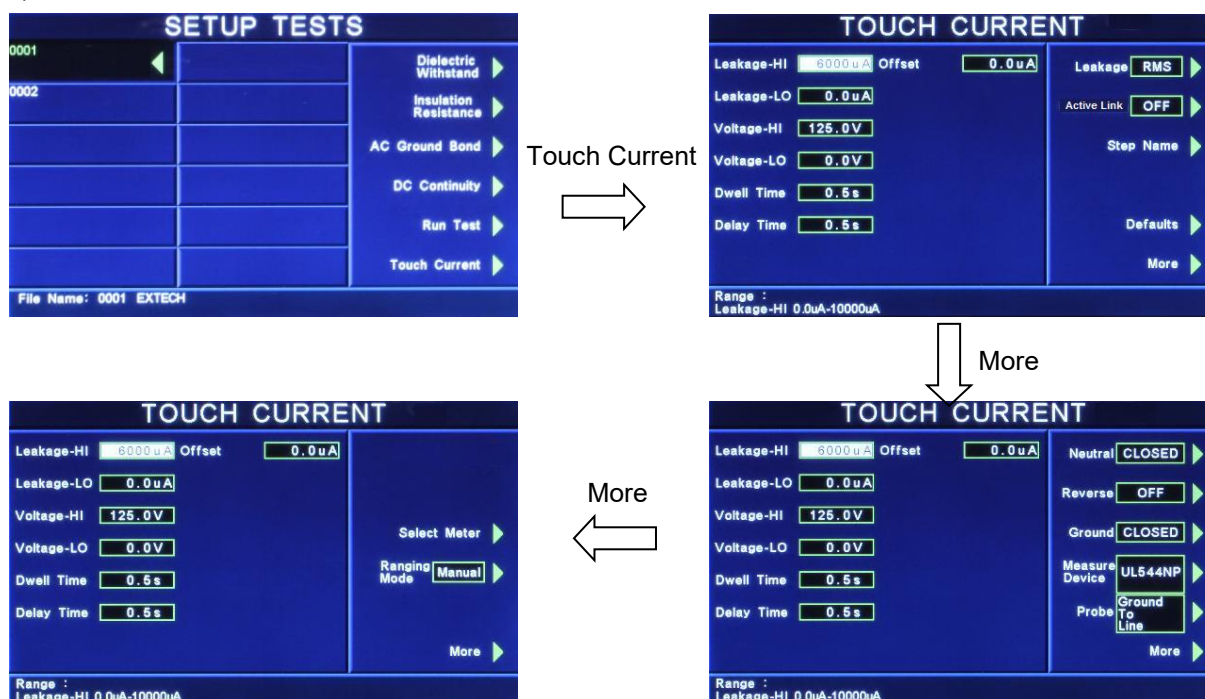 SETUP TESTS
0001
0002
Dielectric
Withstand
Insulation
Resistance
AC Ground Bond
DC Continuity
Run Test
Touch Current
File Name: 0001 EXTECH
Touch Current
TOUCH CURRENT
Leakage-HI 6000uA Offset 0.0uA
Leakage-LO 0.0uA
Voltage-HI 125.0V
Voltage-LO 0.0V
Dwell Time 0.5s
Delay Time 0.5s
Leakage RMS
Active Link OFF
Step Name
Defaults
More
Range :
Leakage-HI 0.0uA-10000uA
More
TOUCH CURRENT
Leakage-HI 6000uA Offset 0.0uA
Leakage-LO 0.0uA
Voltage-HI 125.0V
Voltage-LO 0.0V
Dwell Time 0.5s
Delay Time 0.5s
Neutral CLOSED
Reverse OFF
Ground CLOSED
Measure
Device UL544NP
Probe Ground
To
Line
More
Range :
Leakage-HI 0.0uA-10000uA
More
TOUCH CURRENT
Leakage-HI 6000uA Offset 0.0uA
Leakage-LO 0.0uA
Voltage-HI 125.0V
Voltage-LO 0.0V
Dwell Time 0.5s
Delay Time 0.5s
Select Meter
Ranging
Mode Manual
More
Range :
Leakage-HI 0.0uA-10000uA